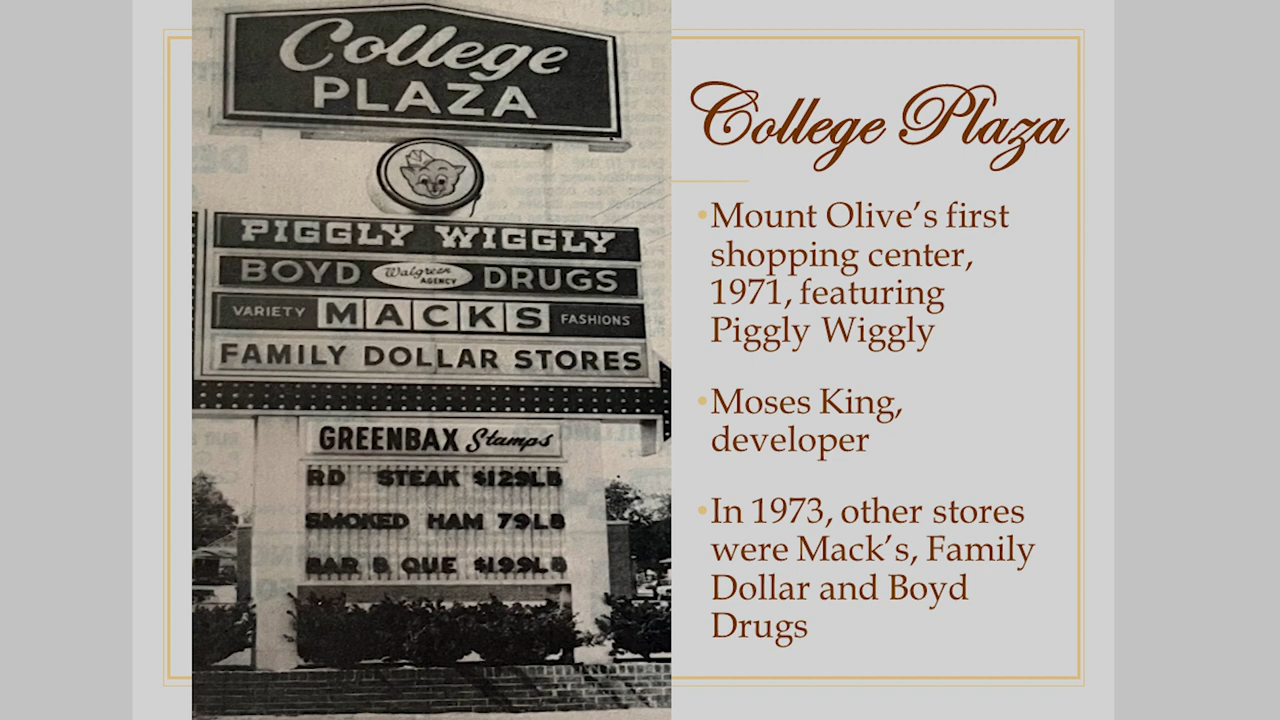 College
PLAZA
PIGGLY WIGGLY
BOYD Walgreen AGENCY DRUGS
VARIETY MACKS FASHIONS
FAMILY DOLLAR STORES
GREENBAX Stamps
RD STEAK $129LB
SMOKED HAM 79LB
BAR B QUE $199LB
College Plaza
•Mount Olive's first
shopping center,
1971, featuring
Piggly Wiggly
•Moses King,
developer
•In 1973, other stores
were Mack's, Family
Dollar and Boyd
Drugs